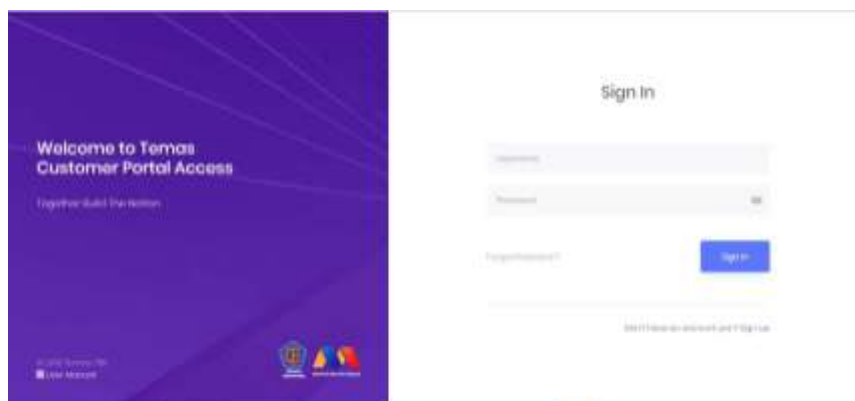 Welcome to Temas
Customer Portal Access
Together Build The Nation
User Manual
Sign In
Username
Password
Forgot Password ?
Sign In
Don't have an account yet ? Sign Up